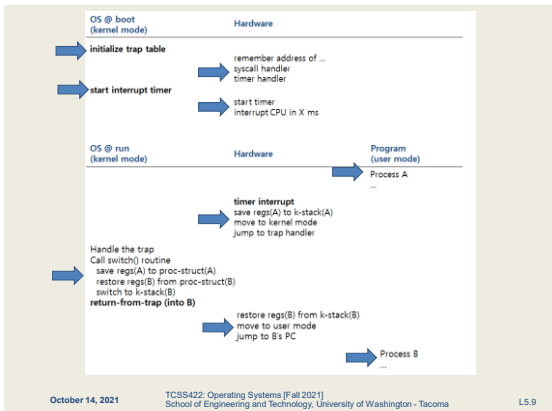 OS @ boot
(kernel mode)
Hardware
initialize trap table
remember address of ...
syscall handler
timer handler
start interrupt timer
start timer
interrupt CPU in X ms
OS @ run
(kernel mode)
Hardware
Program
(user mode)
Process A
...
timer interrupt
save regs(A) to k-stack(A)
move to kernel mode
jump to trap handler
Handle the trap
Call switch() routine
save regs(A) to proc-struct(A)
restore regs(B) from proc-struct(B)
switch to k-stack(B)
return-from-trap (into B)
restore regs(B) from k-stack(B)
move to user mode
jump to B's PC
Process B
...
October 14, 2021
TCSS422: Operating Systems [Fall 2021]
School of Engineering and Technology, University of Washington - Tacoma
L5.9